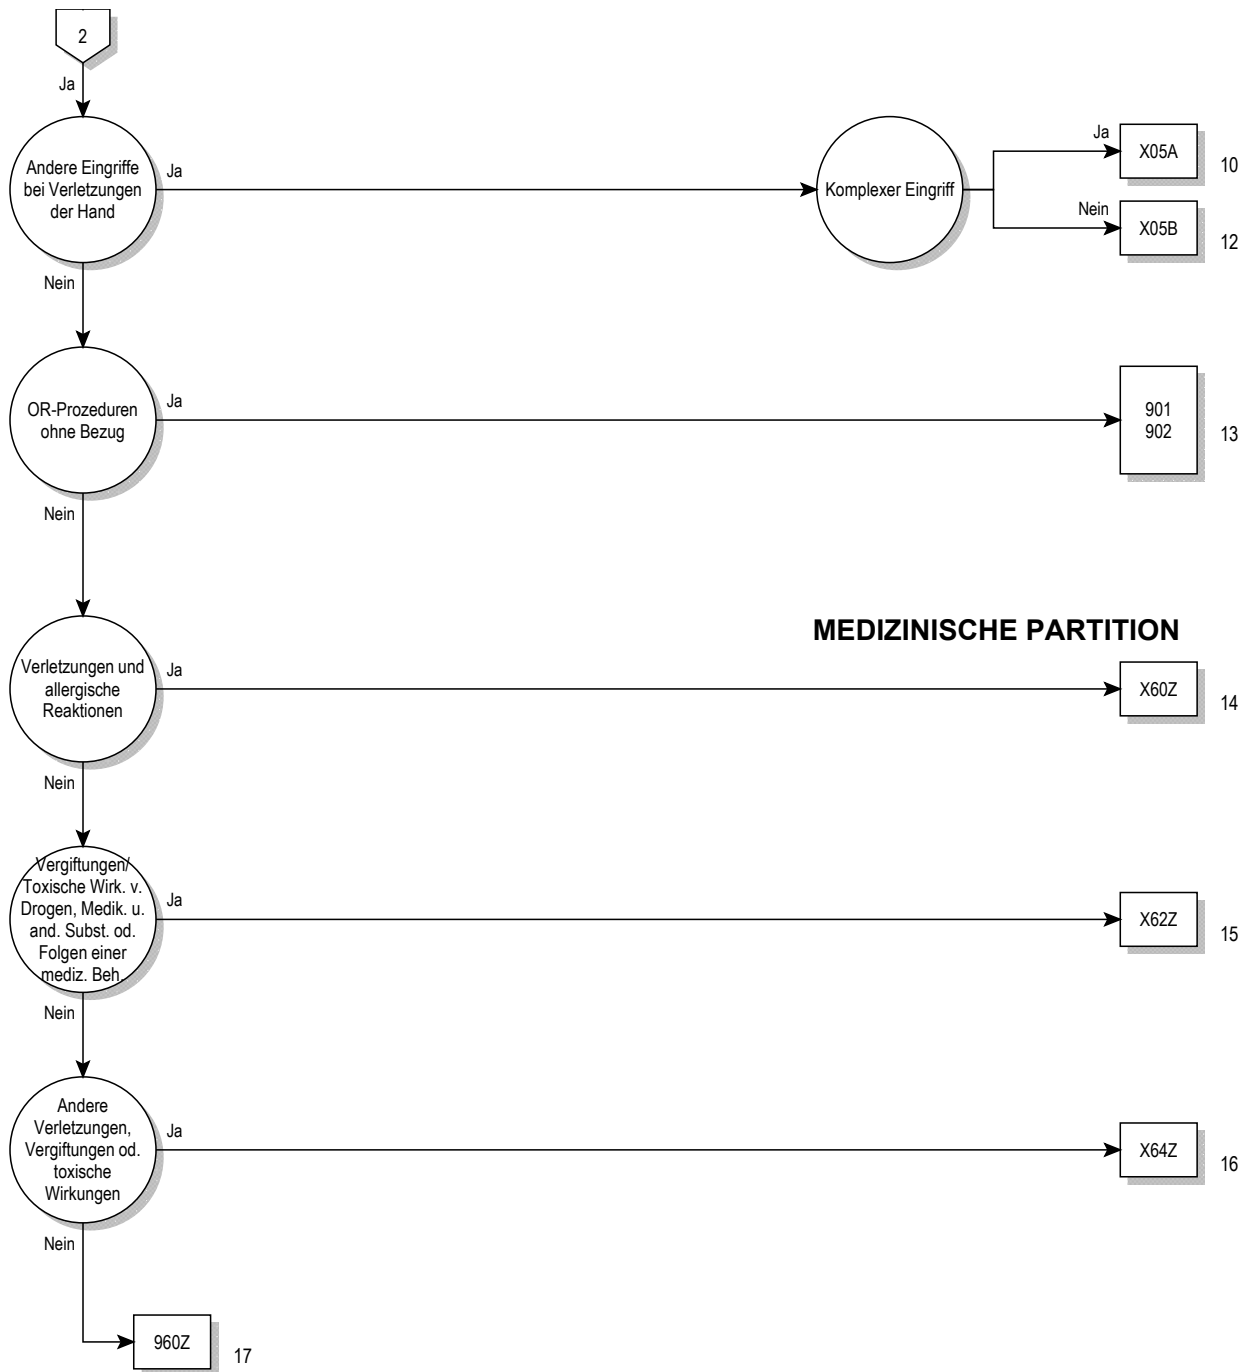 2
Ja
Andere Eingriffe
bei Verletzungen
der Hand
Ja
Komplexer Eingriff
Ja
X05A
10
Nein
X05B
12
Nein
OR-Prozeduren
ohne Bezug
Ja
901
902
13
Nein
MEDIZINISCHE PARTITION
Verletzungen und
allergische
Reaktionen
Ja
X60Z
14
Nein
Vergiftungen/
Toxische Wirk. v.
Drogen, Medik. u.
and. Subst. od.
Folgen einer
mediz. Beh.
Ja
X62Z
15
Nein
Andere
Verletzungen,
Vergiftungen od.
toxische
Wirkungen
Ja
X64Z
16
Nein
960Z
17